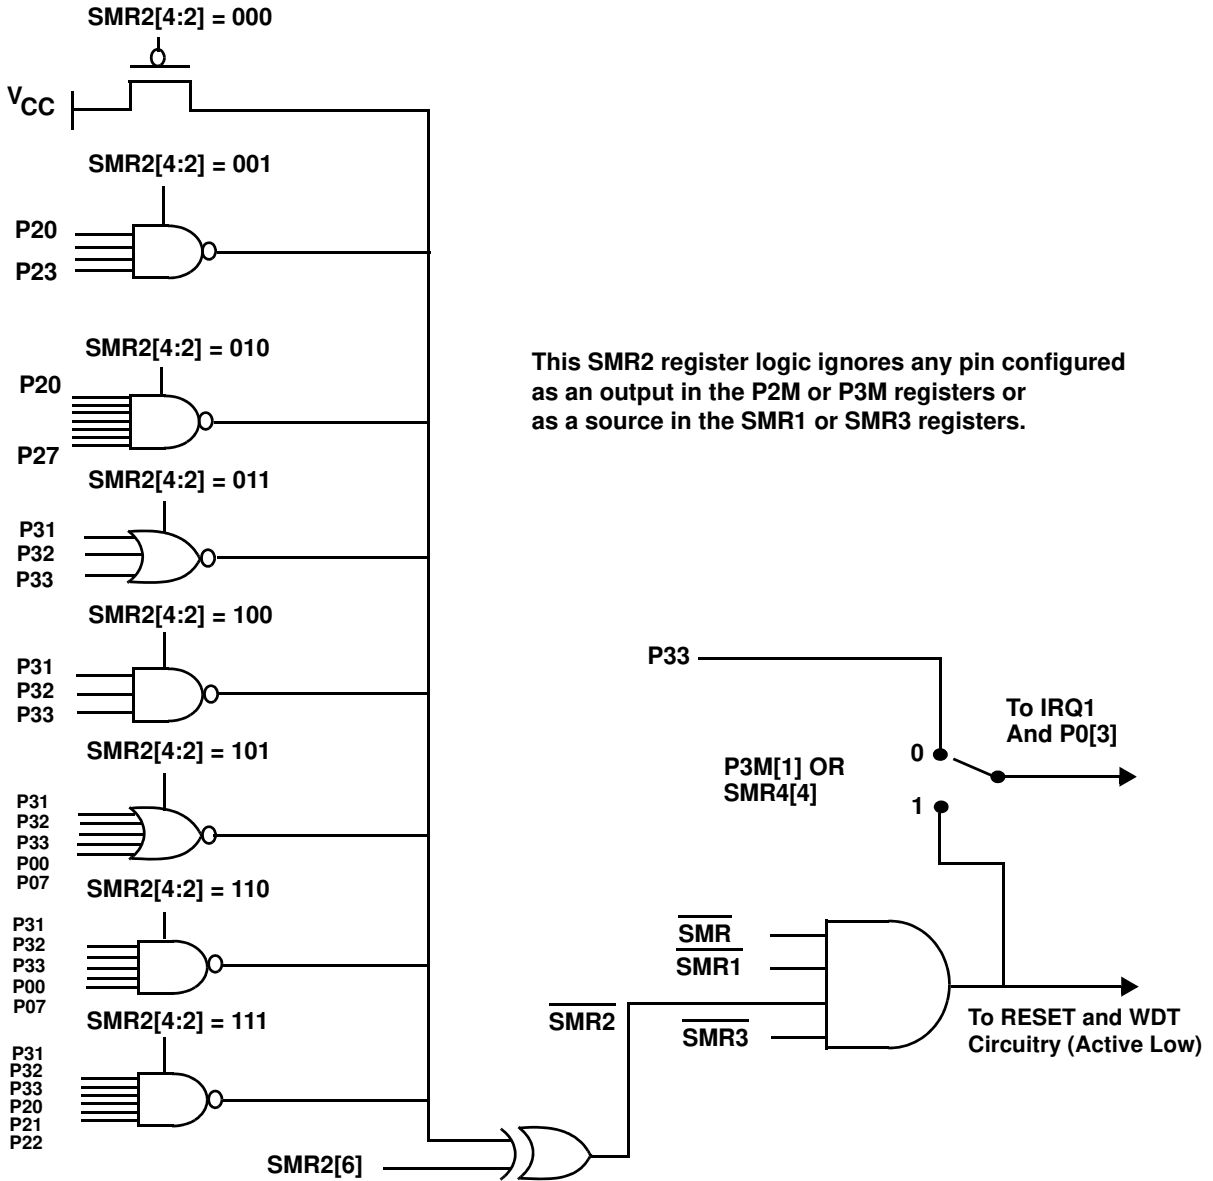 SMR2[4:2] = 000
VCC
SMR2[4:2] = 001
P20
P23
SMR2[4:2] = 010
P20
P27
This SMR2 register logic ignores any pin configured
as an output in the P2M or P3M registers or
as a source in the SMR1 or SMR3 registers.
SMR2[4:2] = 011
P31
P32
P33
SMR2[4:2] = 100
P31
P32
P33
SMR2[4:2] = 101
P31
P32
P33
P00
P07
SMR2[4:2] = 110
P31
P32
P33
P00
P07
SMR2[4:2] = 111
P31
P32
P33
P20
P21
P22
SMR2[6]
P33
To IRQ1
And P0[3]
0
P3M[1] OR
SMR4[4]
1
SMR
SMR1
SMR2
SMR3
To RESET and WDT
Circuitry (Active Low)